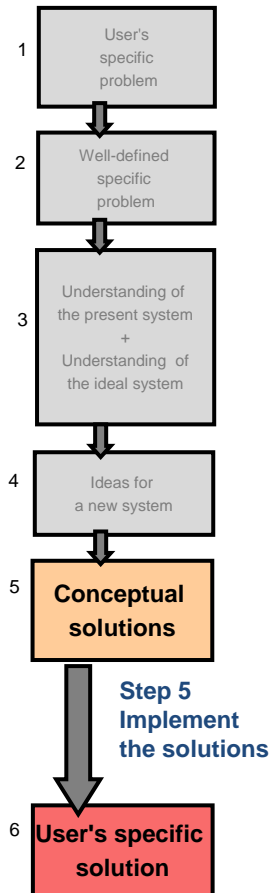 1
User's
specific
problem
2
Well-defined
specific
problem
3
Understanding of
the present system
+
Understanding of
the ideal system
4
Ideas for
a new system
5
Conceptual
solutions
Step 5
Implement
the solutions
6
User's specific
solution